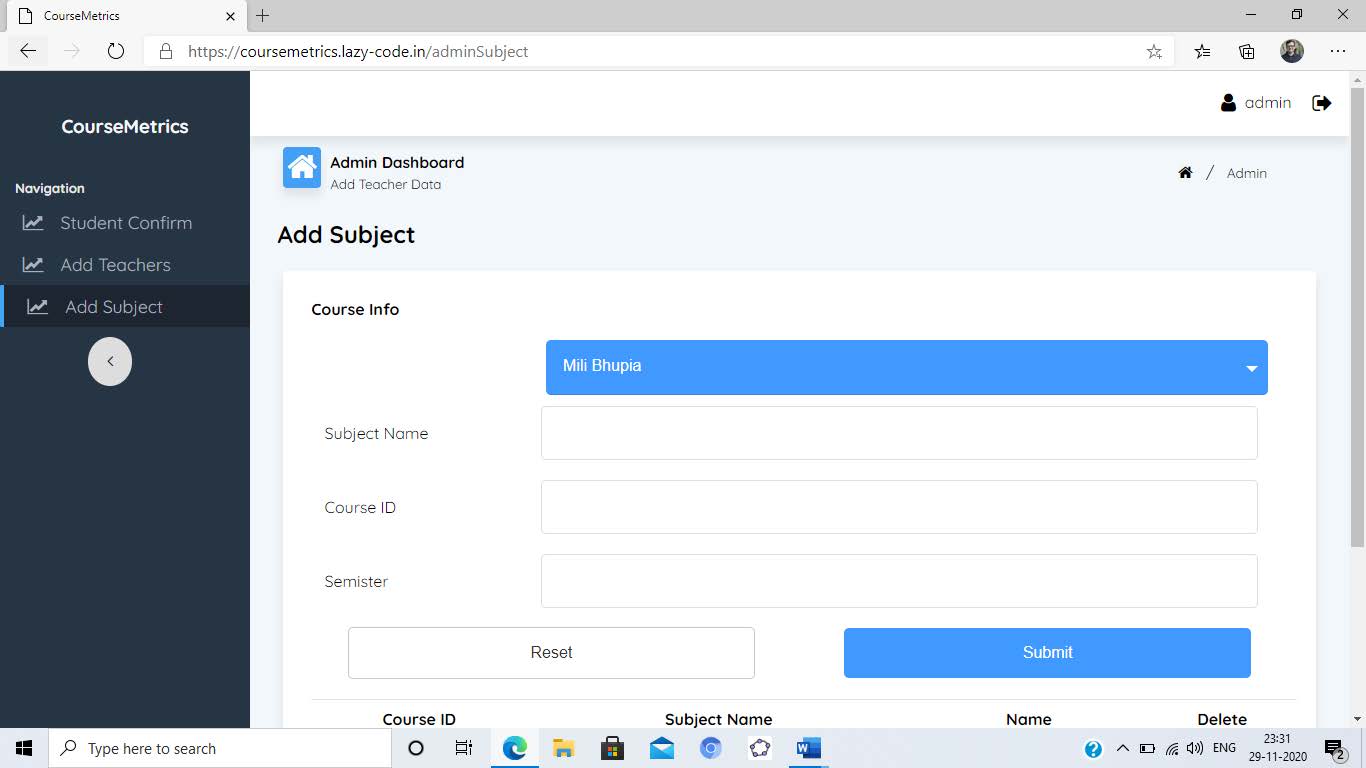 CourseMetrics
https://coursemetrics.lazy-code.in/adminSubject
CourseMetrics
admin
Navigation
Student Confirm
Add Teachers
Add Subject
Admin Dashboard
Add Teacher Data
/ Admin
Add Subject
Course Info
Mili Bhupia
Subject Name
Course ID
Semister
Reset
Submit
Course ID Subject Name Name Delete
Type here to search
ENG
23:31
29-11-2020
2